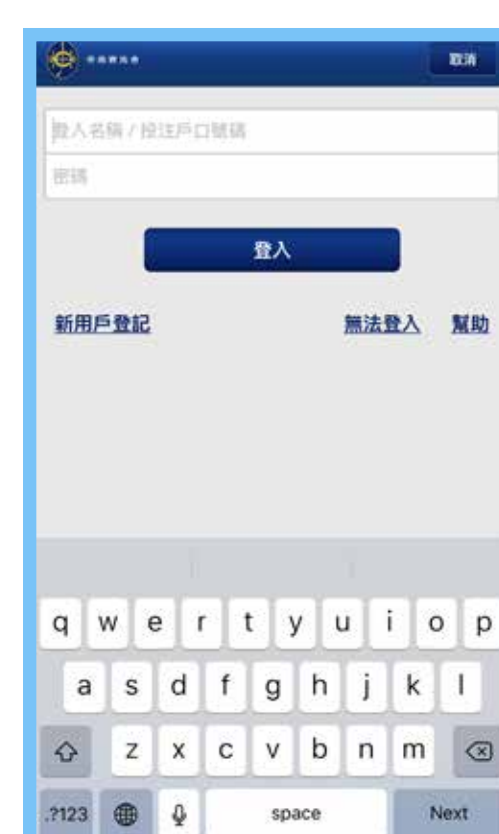 取消
登入名稱 / 投注戶口號碼
密碼
登入
新用戶登記 無法登入 幫助
q w e r t y u i o p
a s d f g h j k l
z x c v b n m
.?123 space Next